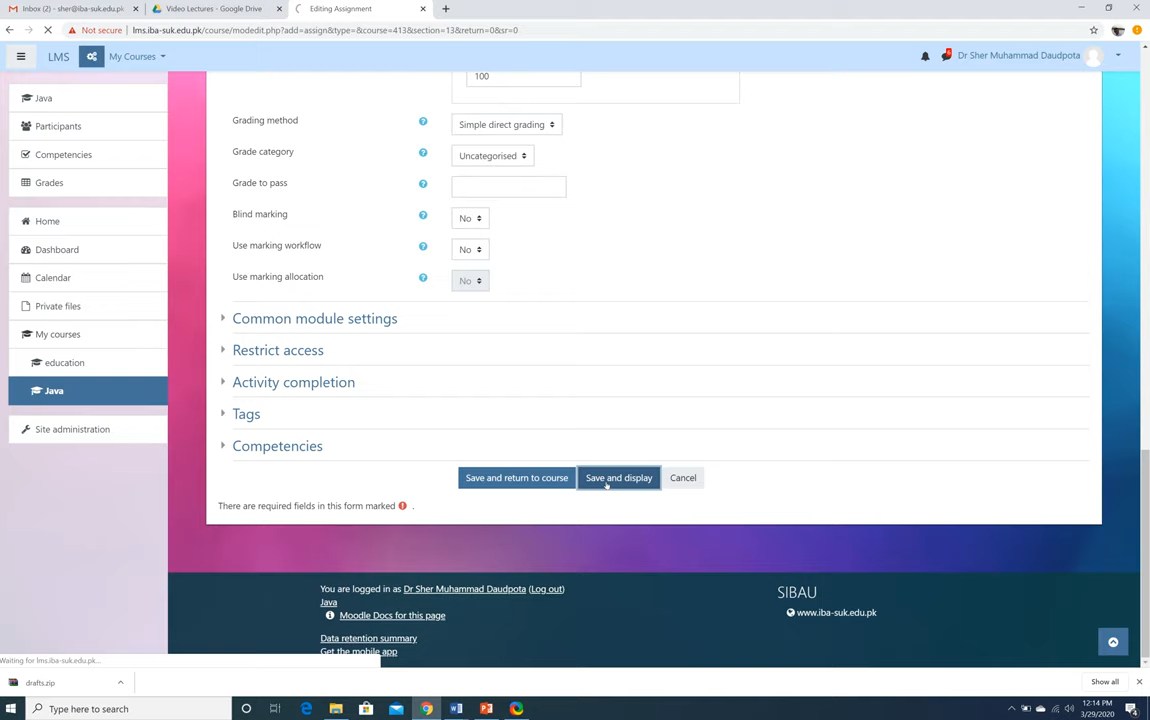 Inbox (2) - sher@iba-suk.edu.pk
Video Lectures - Google Drive
Editing Assignment
Not secure
lms.iba-suk.edu.pk/course/modedit.php?add=assign&type=&course=413&section=13&return=0&sr=0
LMS
My Courses
6
Dr Sher Muhammad Daudpota
Java
Participants
Competencies
Grades
Home
Dashboard
Calendar
Private files
My courses
education
Java
Site administration
100
Grading method
Simple direct grading
Grade category
Uncategorised
Grade to pass
Blind marking
No
Use marking workflow
No
Use marking allocation
No
Common module settings
Restrict access
Activity completion
Tags
Competencies
Save and return to course
Save and display
Cancel
There are required fields in this form marked .
You are logged in as Dr Sher Muhammad Daudpota (Log out)
Java
Moodle Docs for this page
Data retention summary
Get the mobile app
SIBAU
www.iba-suk.edu.pk
Waiting for lms.iba-suk.edu.pk...
drafts.zip
Show all
Type here to search
12:14 PM
3/29/2020